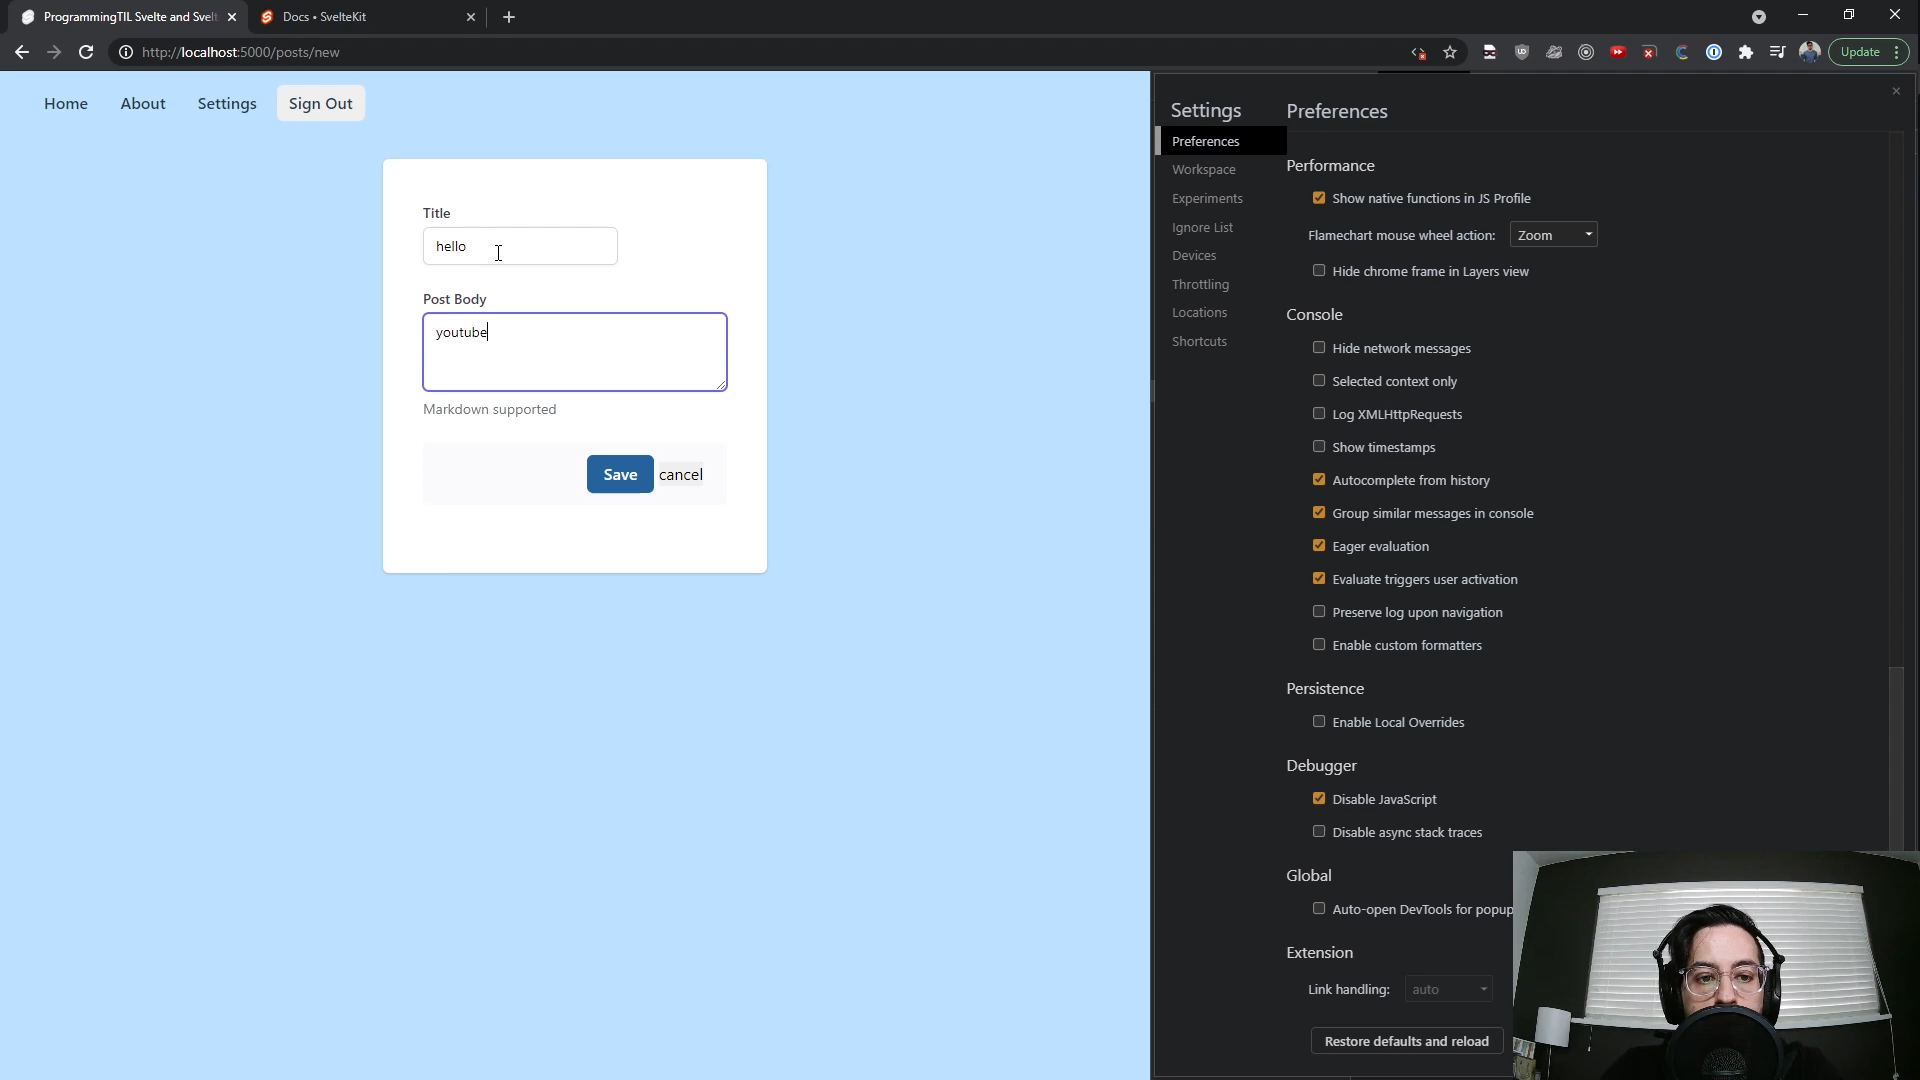 ProgrammingTIL Svelte and Svelt
Docs • SvelteKit
http://localhost:5000/posts/new
Update
Home
About
Settings
Sign Out
Title
hello
Post Body
youtube
Markdown supported
Save
cancel
Settings
Preferences
Workspace
Experiments
Ignore List
Devices
Throttling
Locations
Shortcuts
Preferences
Performance
Show native functions in JS Profile
Flamechart mouse wheel action:
Zoom
Hide chrome frame in Layers view
Console
Hide network messages
Selected context only
Log XMLHttpRequests
Show timestamps
Autocomplete from history
Group similar messages in console
Eager evaluation
Evaluate triggers user activation
Preserve log upon navigation
Enable custom formatters
Persistence
Enable Local Overrides
Debugger
Disable JavaScript
Disable async stack traces
Global
Auto-open DevTools for popup
Extension
Link handling:
auto
Restore defaults and reload